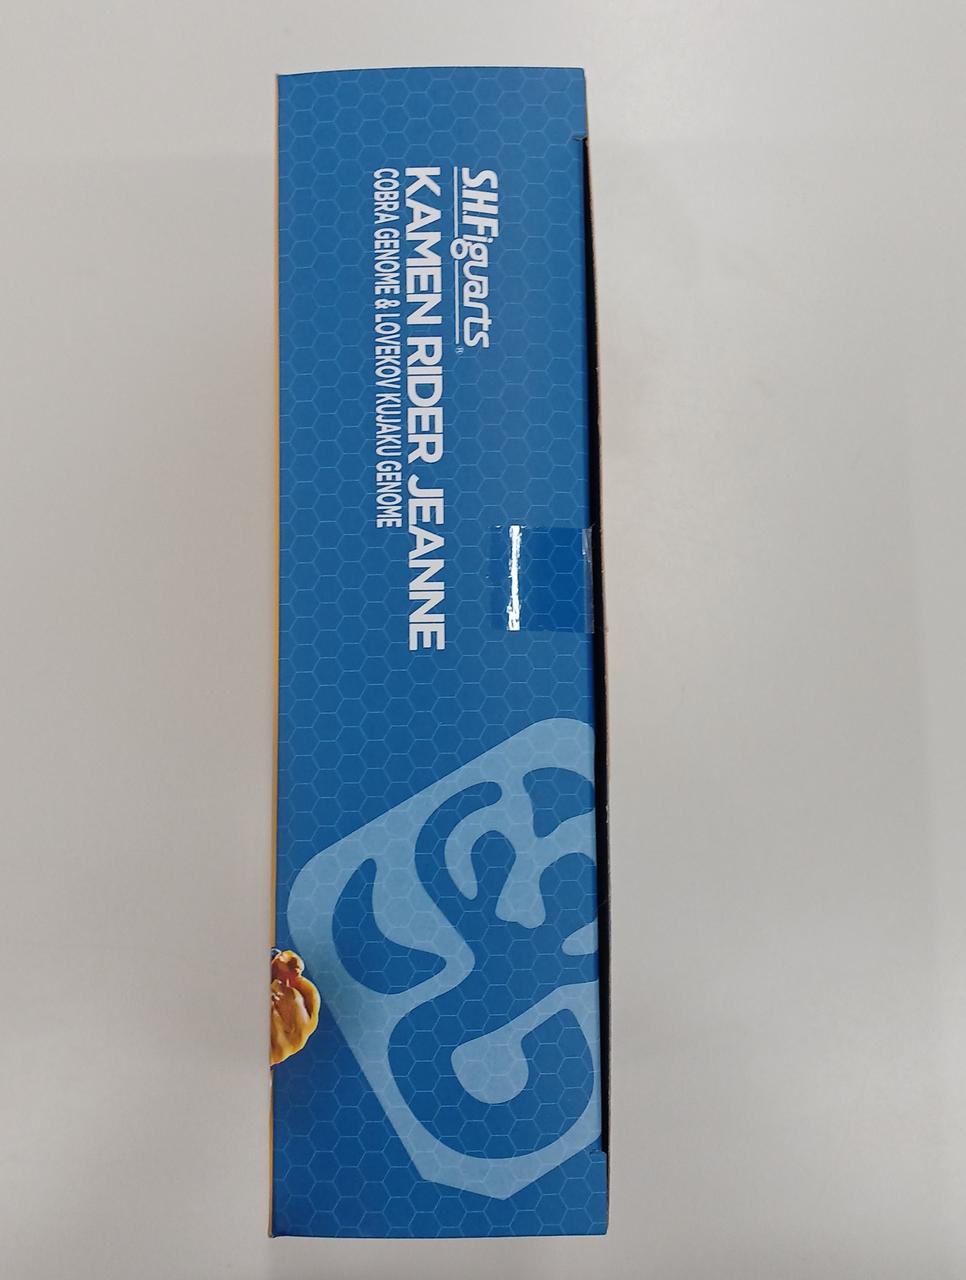 S.H.Figuarts®
KAMEN RIDER JEANNE
COBRA GENOME & LOVEKOV KUJAKU GENOME